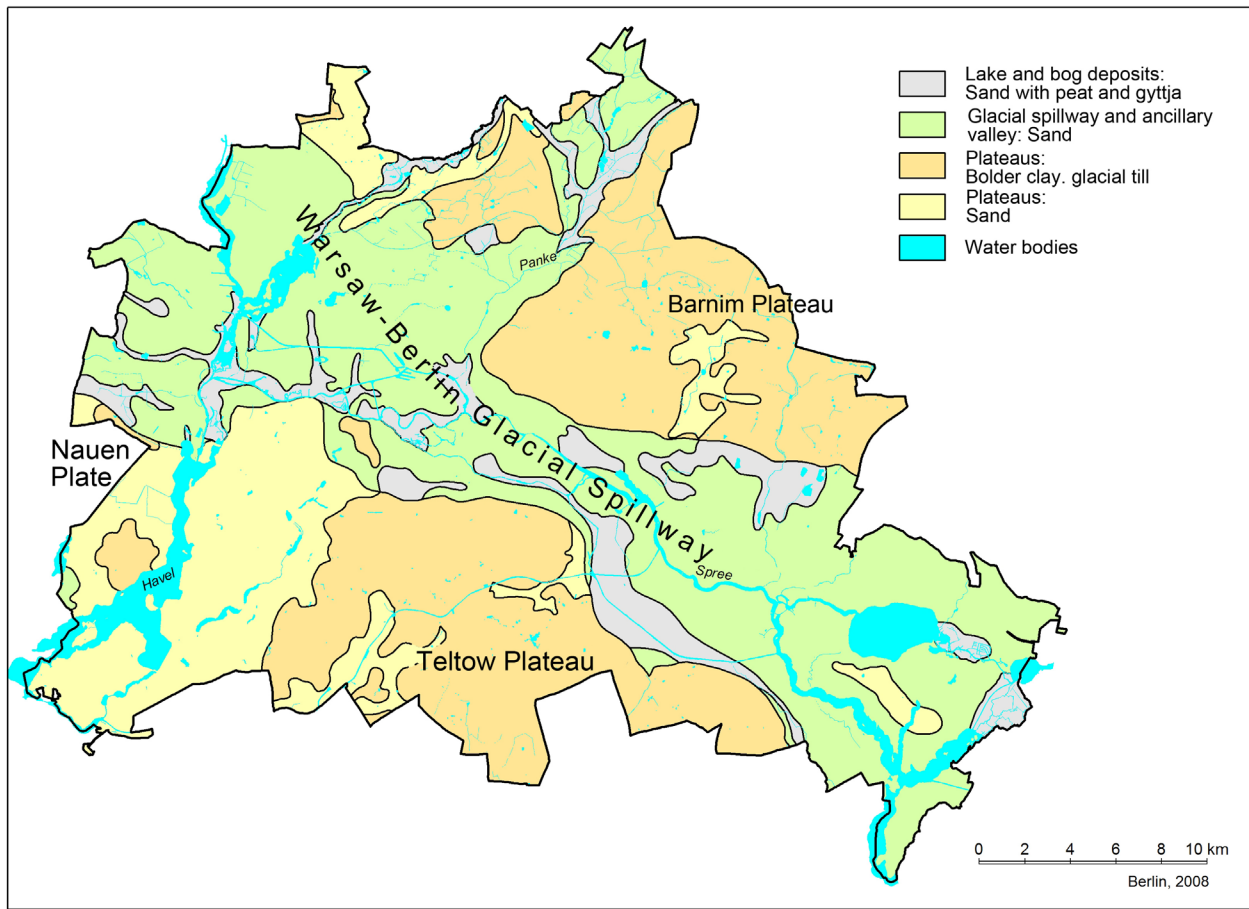 Lake and bog deposits:
Sand with peat and gyttja
Glacial spillway and ancillary
valley: Sand
Plateaus:
Bolder clay. glacial till
Plateaus:
Sand
Water bodies
Warsaw-Berlin Glacial Spillway
Panke
Barnim Plateau
Nauen
Plate
Havel
Spree
Teltow Plateau
0 2 4 6 8 10 km
Berlin, 2008